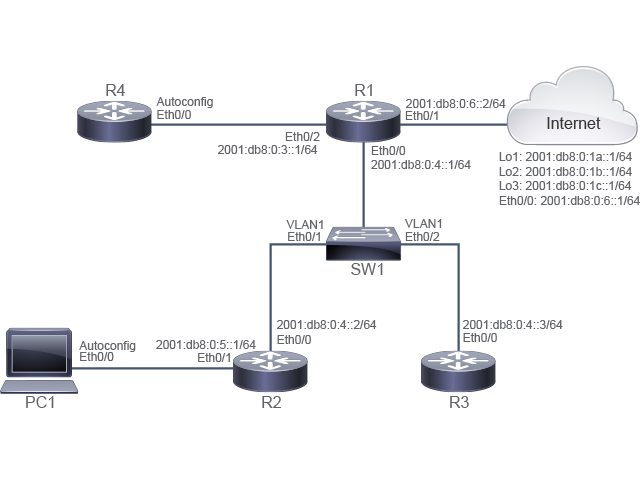 R4
R1
Autoconfig
Eth0/0
2001:db8:0:6::2/64
Eth0/1
Internet
Eth0/2
2001:db8:0:3::1/64
Eth0/0
2001:db8:0:4::1/64
Lo1: 2001:db8:0:1a::1/64
Lo2: 2001:db8:0:1b::1/64
Lo3: 2001:db8:0:1c::1/64
Eth0/0: 2001:db8:0:6::1/64
VLAN1
Eth0/1
VLAN1
Eth0/2
SW1
2001:db8:0:4::2/64
Eth0/0
2001:db8:0:4::3/64
Eth0/0
Autoconfig
Eth0/0
2001:db8:0:5::1/64
Eth0/1
PC1
R2
R3